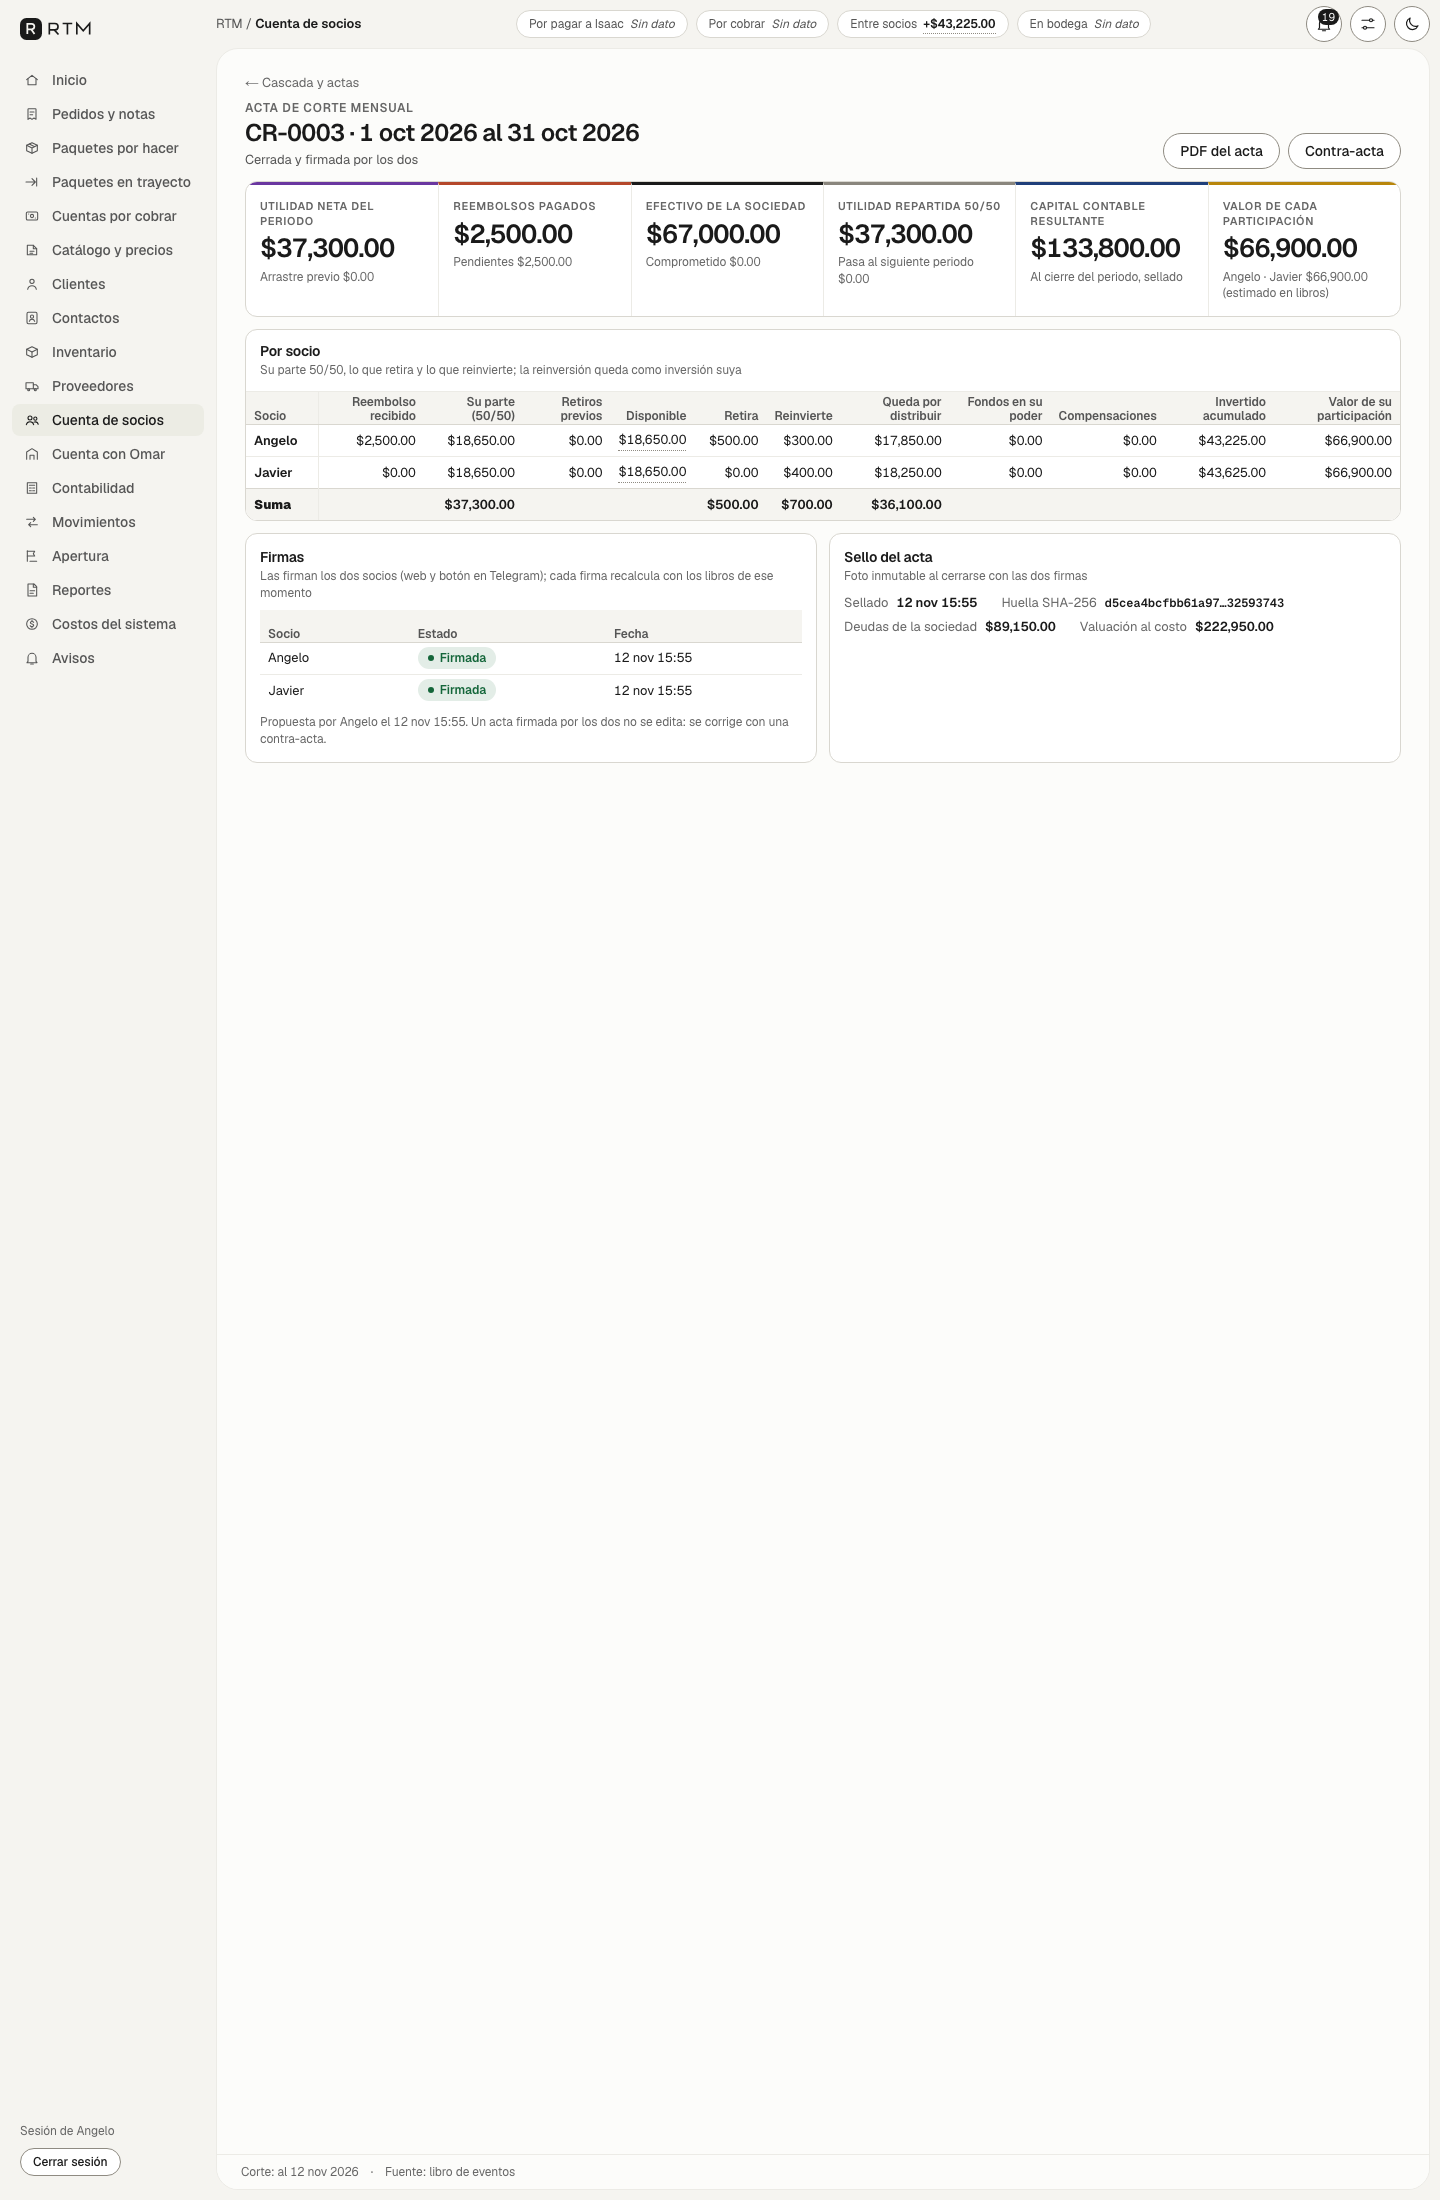 R RTM
RTM / Cuenta de socios
Por pagar a Isaac Sin dato
Por cobrar Sin dato
Entre socios +$43,225.00
En bodega Sin dato
19
Inicio
Pedidos y notas
Paquetes por hacer
Paquetes en trayecto
Cuentas por cobrar
Catálogo y precios
Clientes
Contactos
Inventario
Proveedores
Cuenta de socios
Cuenta con Omar
Contabilidad
Movimientos
Apertura
Reportes
Costos del sistema
Avisos
← Cascada y actas
ACTA DE CORTE MENSUAL
CR-0003 · 1 oct 2026 al 31 oct 2026
Cerrada y firmada por los dos
PDF del acta
Contra-acta
UTILIDAD NETA DEL
PERIODO
$37,300.00
Arrastre previo $0.00
REEMBOLSOS PAGADOS
$2,500.00
Pendientes $2,500.00
EFECTIVO DE LA SOCIEDAD
$67,000.00
Comprometido $0.00
UTILIDAD REPARTIDA 50/50
$37,300.00
Pasa al siguiente periodo
$0.00
CAPITAL CONTABLE
RESULTANTE
$133,800.00
Al cierre del periodo, sellado
VALOR DE CADA
PARTICIPACIÓN
$66,900.00
Angelo · Javier $66,900.00
(estimado en libros)
Por socio
Su parte 50/50, lo que retira y lo que reinvierte; la reinversión queda como inversión suya
Socio Reembolso recibido Su parte (50/50) Retiros previos Disponible Retira Reinvierte Queda por distribuir Fondos en su poder Compensaciones Invertido acumulado Valor de su participación
Angelo $2,500.00 $18,650.00 $0.00 $18,650.00 $500.00 $300.00 $17,850.00 $0.00 $0.00 $43,225.00 $66,900.00
Javier $0.00 $18,650.00 $0.00 $18,650.00 $0.00 $400.00 $18,250.00 $0.00 $0.00 $43,625.00 $66,900.00
Suma $37,300.00 $500.00 $700.00 $36,100.00
Firmas
Las firman los dos socios (web y botón en Telegram); cada firma recalcula con los libros de ese
momento
Socio Estado Fecha
Angelo Firmada 12 nov 15:55
Javier Firmada 12 nov 15:55
Propuesta por Angelo el 12 nov 15:55. Un acta firmada por los dos no se edita: se corrige con una
contra-acta.
Sello del acta
Foto inmutable al cerrarse con las dos firmas
Sellado 12 nov 15:55 Huella SHA-256 d5cea4bcfbb61a97…32593743
Deudas de la sociedad $89,150.00 Valuación al costo $222,950.00
Sesión de Angelo
Cerrar sesión
Corte: al 12 nov 2026 · Fuente: libro de eventos